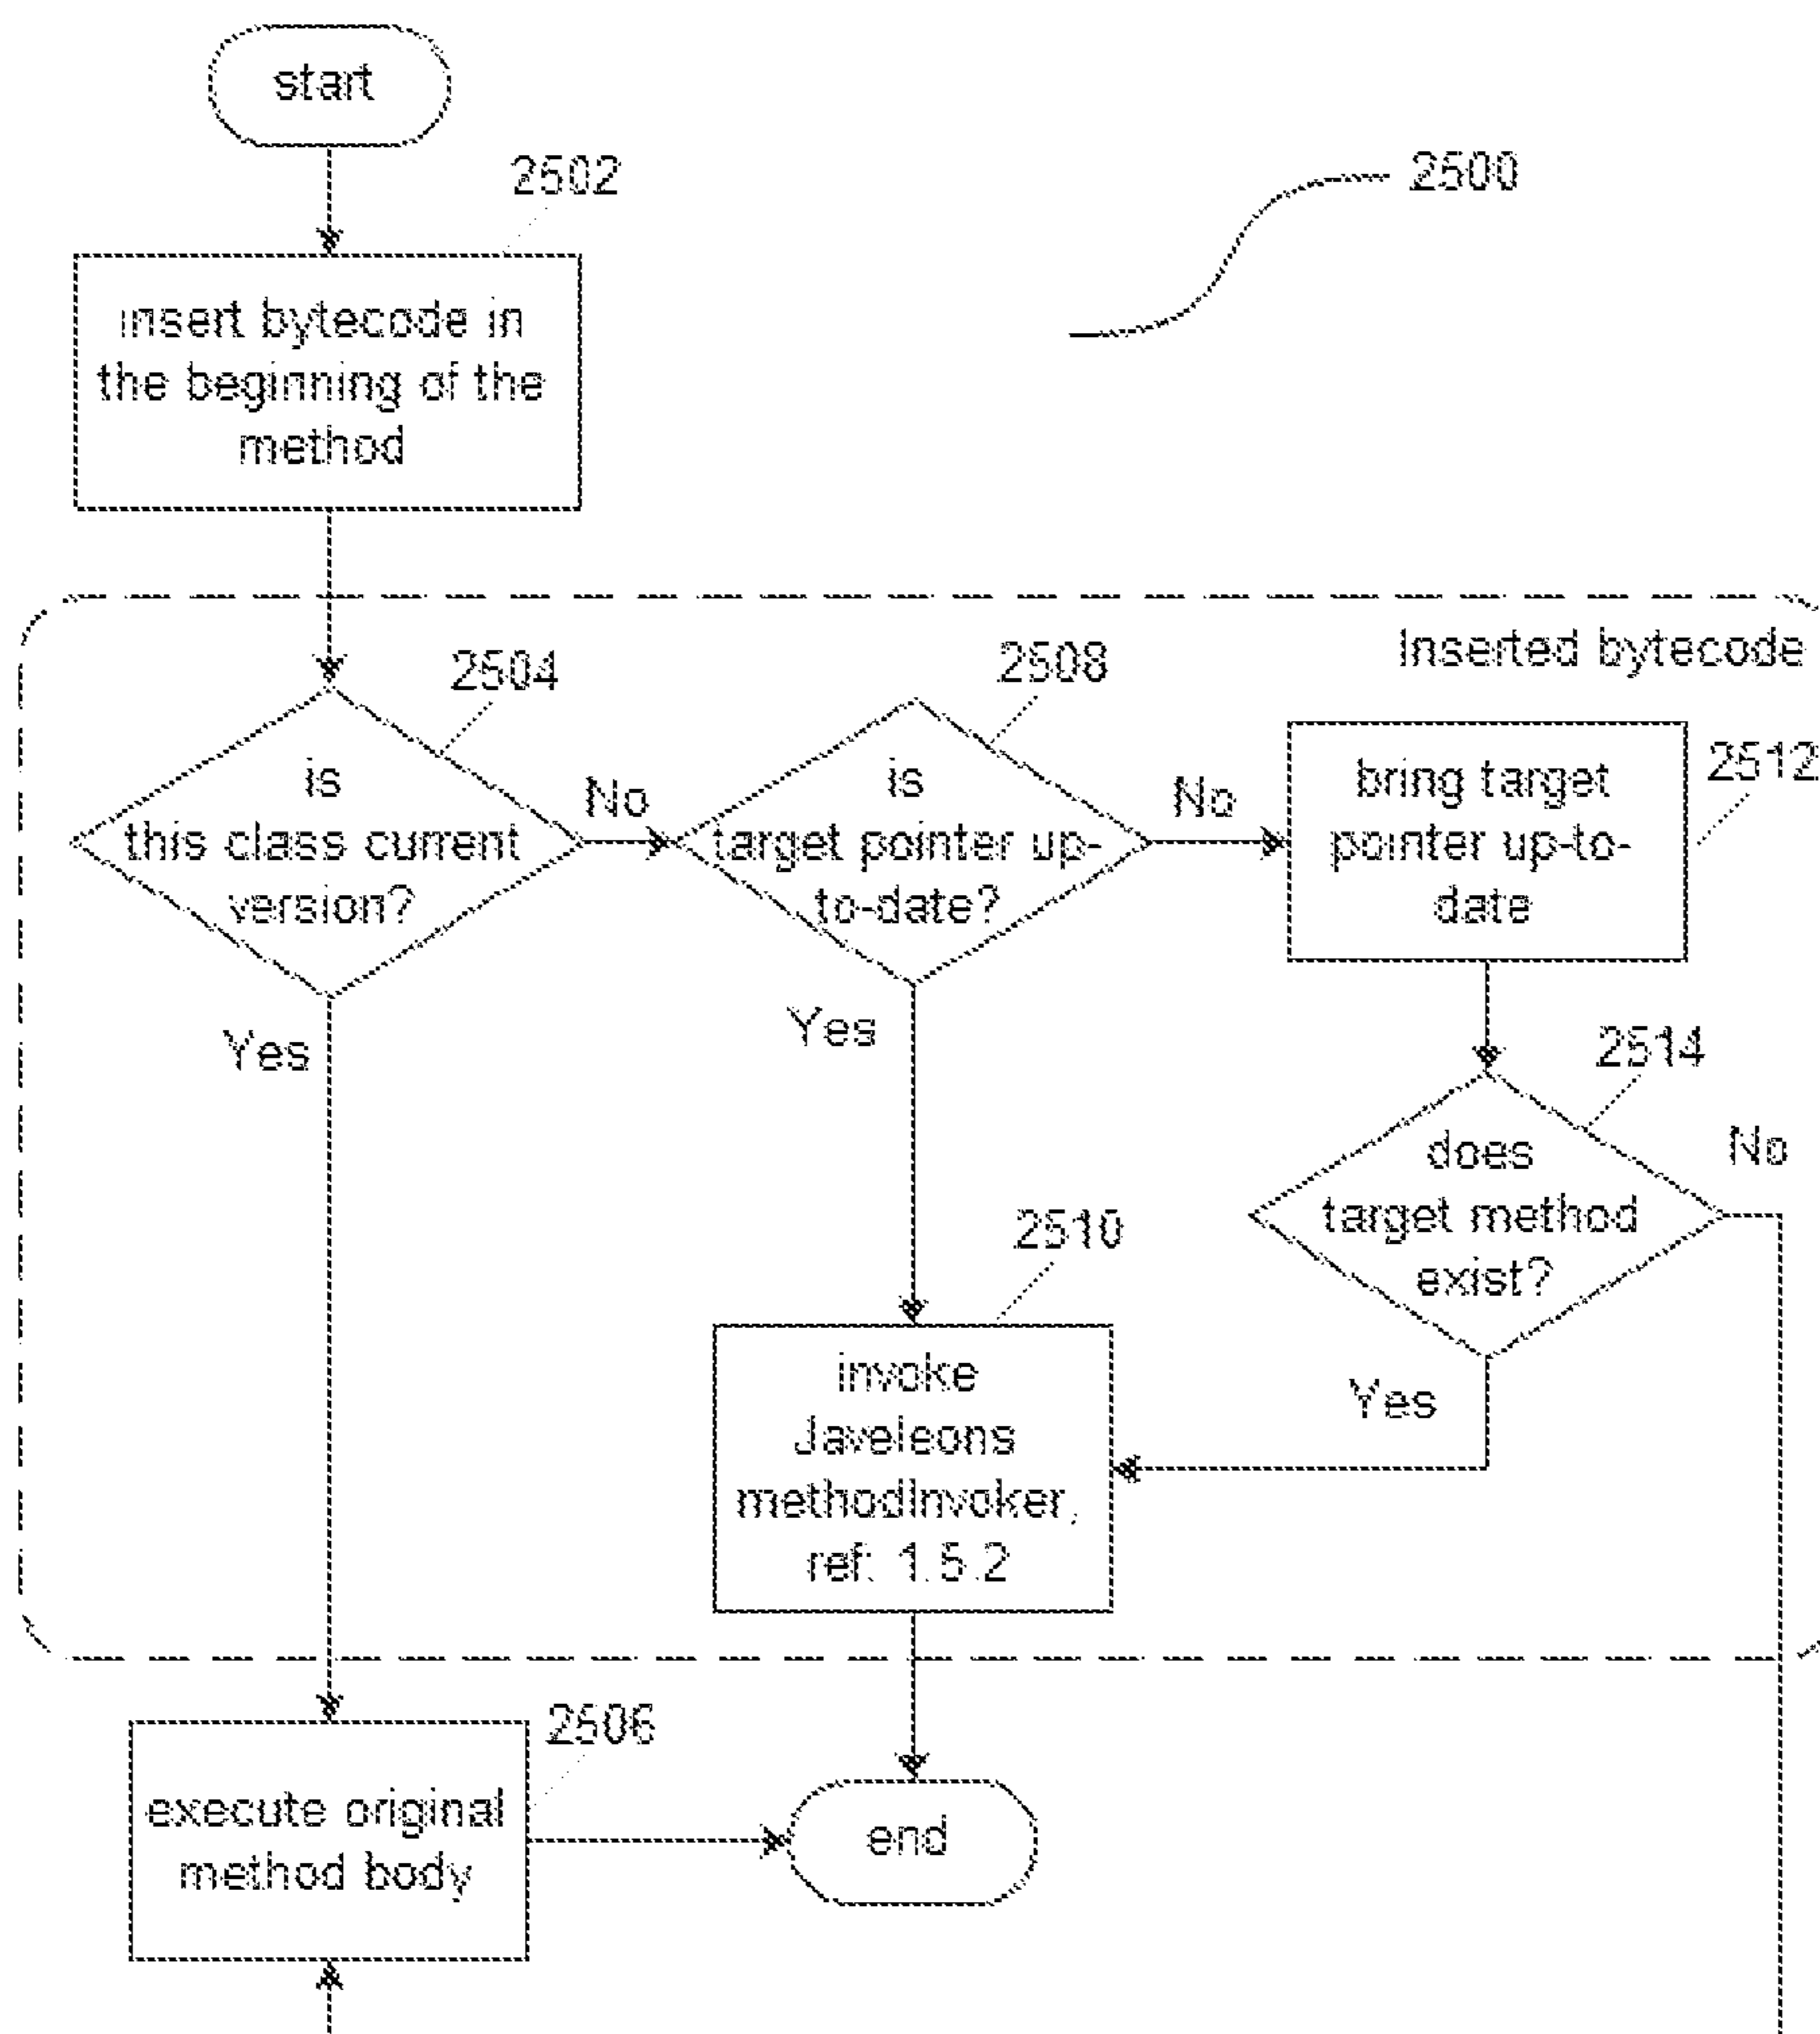 start
2502
2500
insert bytecode in
the beginning of the
method
Inserted bytecode
2504
2508
is
this class current
version?
No
is
target pointer up-
to-date?
No
bring target
pointer up-to-
date
2512
Yes
Yes
2514
does
target method
exist?
No
2510
Yes
invoke
Javeleons
methodInvoker,
ref: 1.5.2
2506
execute original
method body
end